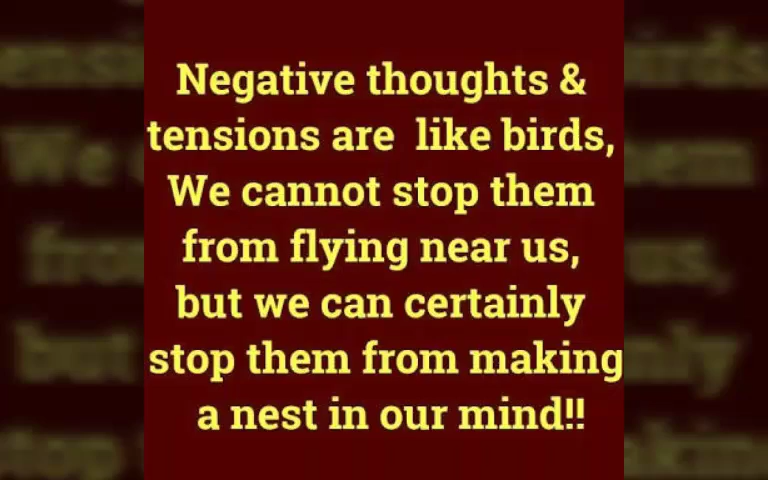 Negative thoughts &
tensions are like birds,
We cannot stop them
from flying near us,
but we can certainly
stop them from making
a nest in our mind!!